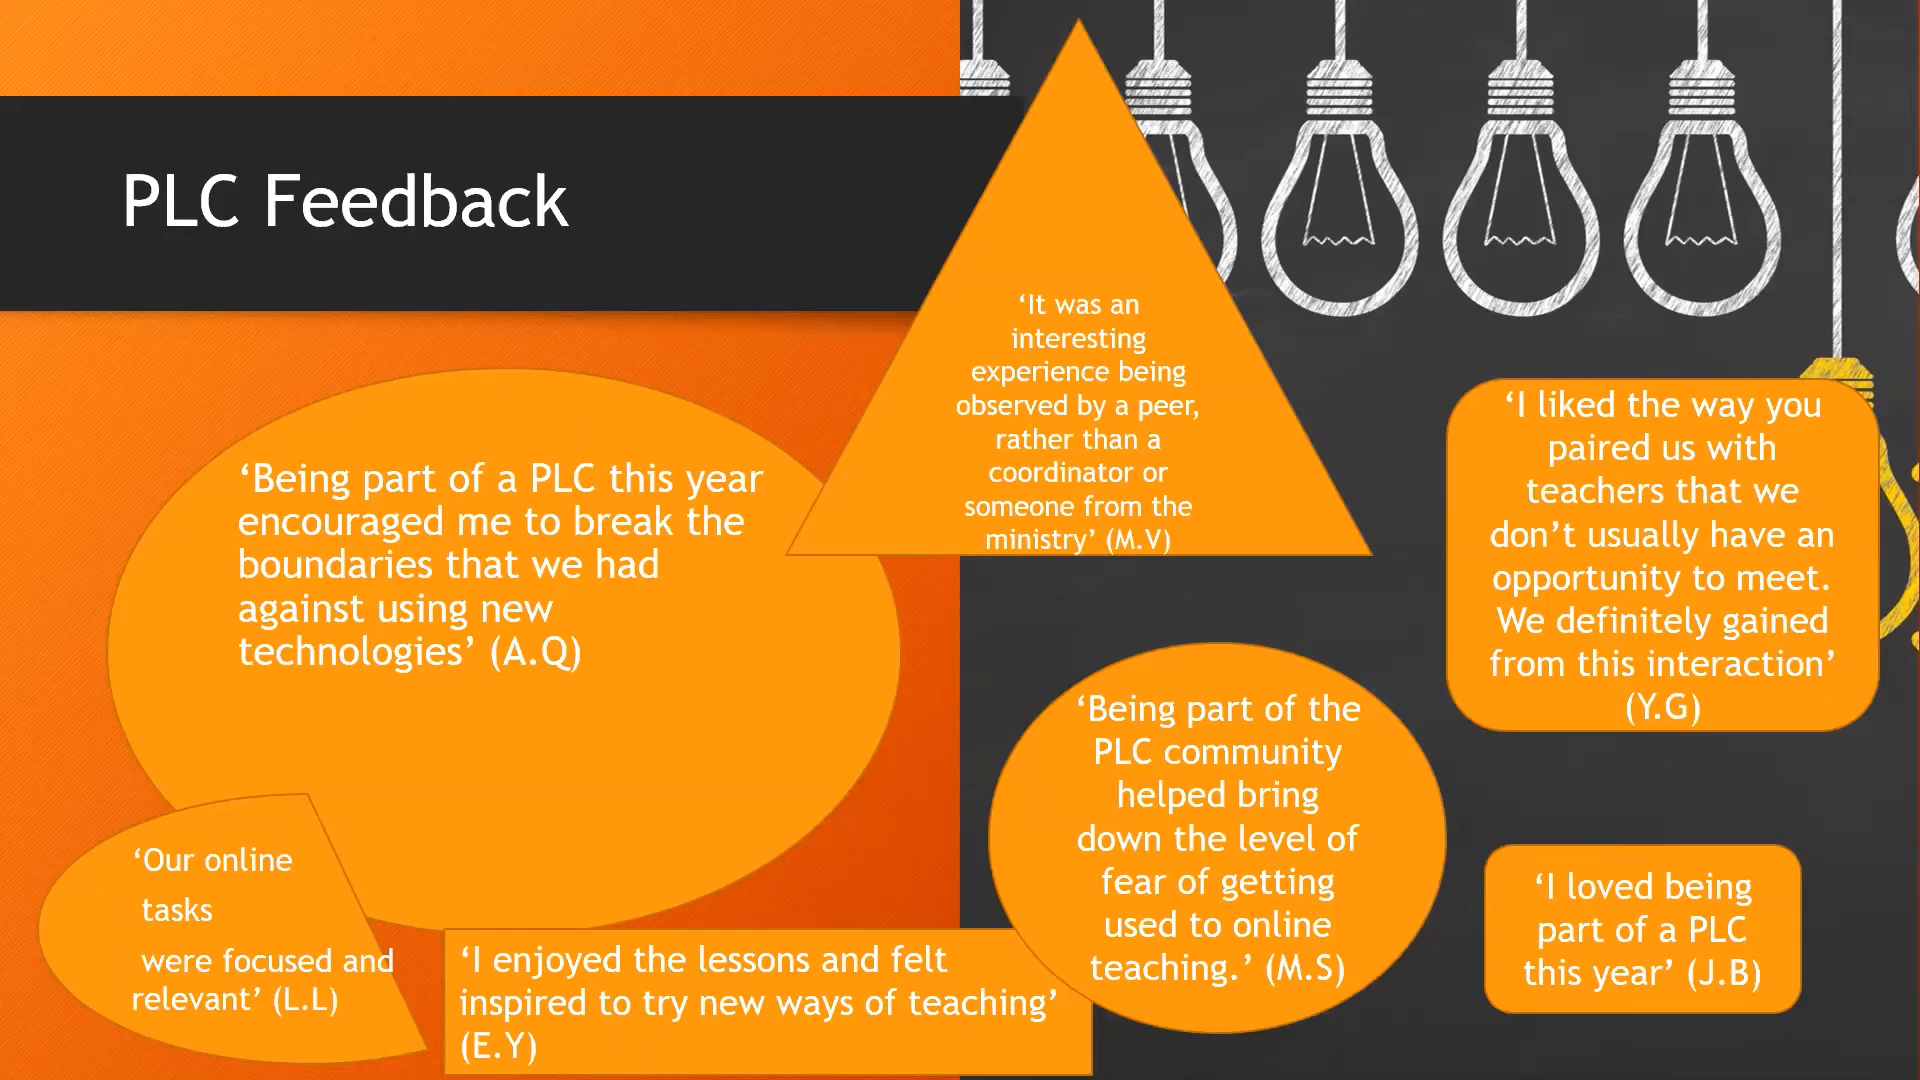 PLC Feedback
‘It was an
interesting
experience being
observed by a peer,
rather than a
coordinator or
someone from the
ministry’ (M.V)
‘I liked the way you
paired us with
teachers that we
don’t usually have an
opportunity to meet.
We definitely gained
from this interaction’
(Y.G)
‘Being part of a PLC this year
encouraged me to break the
boundaries that we had
against using new
technologies’ (A.Q)
‘Being part of the
PLC community
helped bring
down the level of
fear of getting
used to online
teaching.’ (M.S)
‘Our online
tasks
were focused and
relevant’ (L.L)
‘I enjoyed the lessons and felt
inspired to try new ways of teaching’
(E.Y)
‘I loved being
part of a PLC
this year’ (J.B)